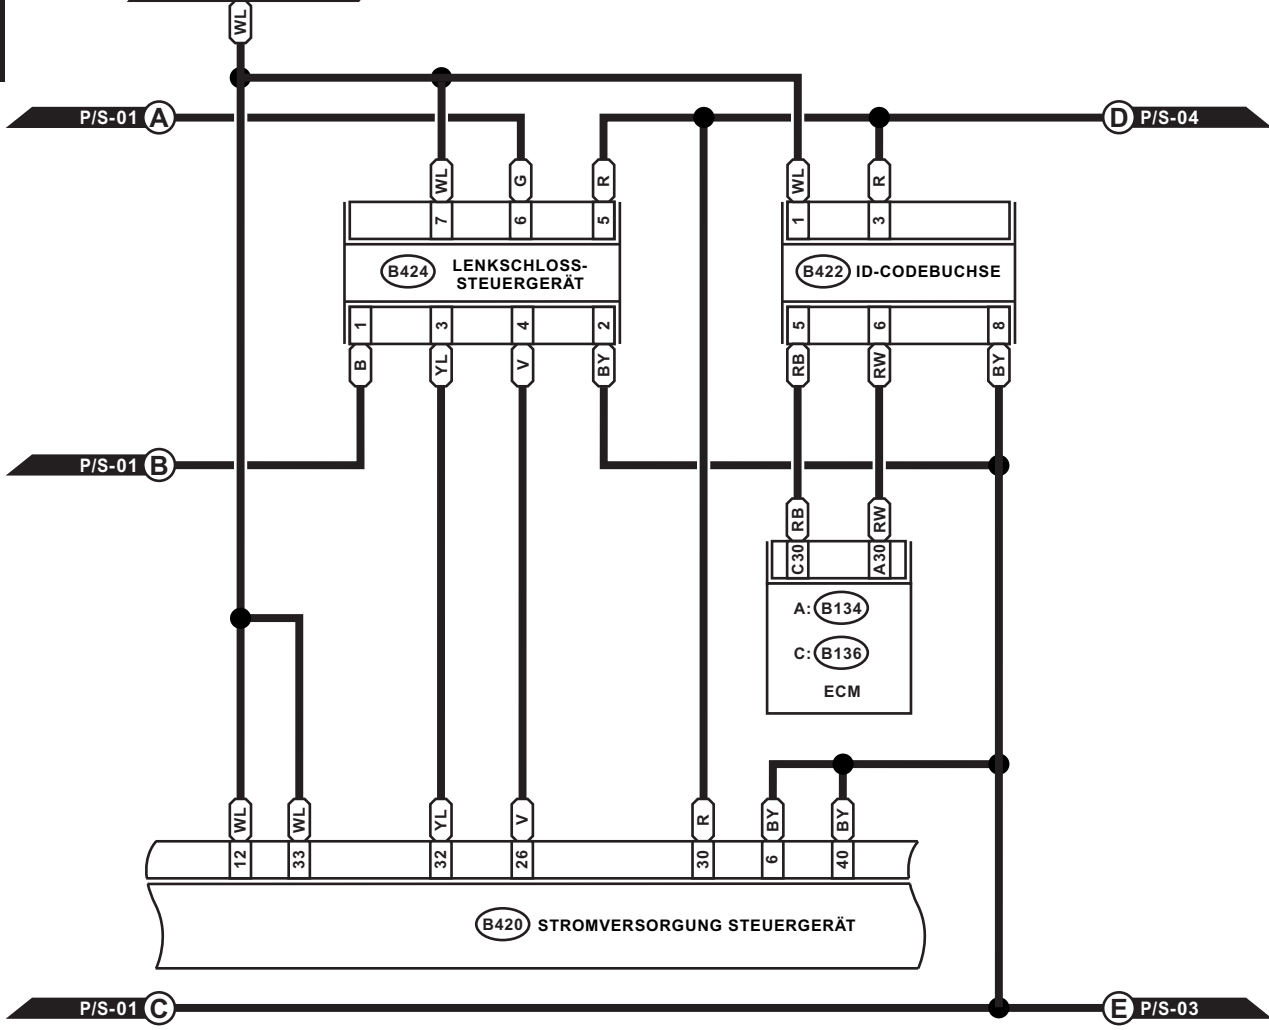 WL
P/S-01 A
D P/S-04
WL G R WL R
7 6 5 1 3
B424 LENKSCHLOSS-
STEUERGERÄT
B422 ID-CODEBUCHSE
1 3 4 2 5 6 8
B YL V BY RB RW BY
P/S-01 B
RB RW
C30 A30
A: B134
C: B136
ECM
WL WL YL V R BY BY
12 33 32 26 30 6 40
B420 STROMVERSORGUNG STEUERGERÄT
P/S-01 C
E P/S-03